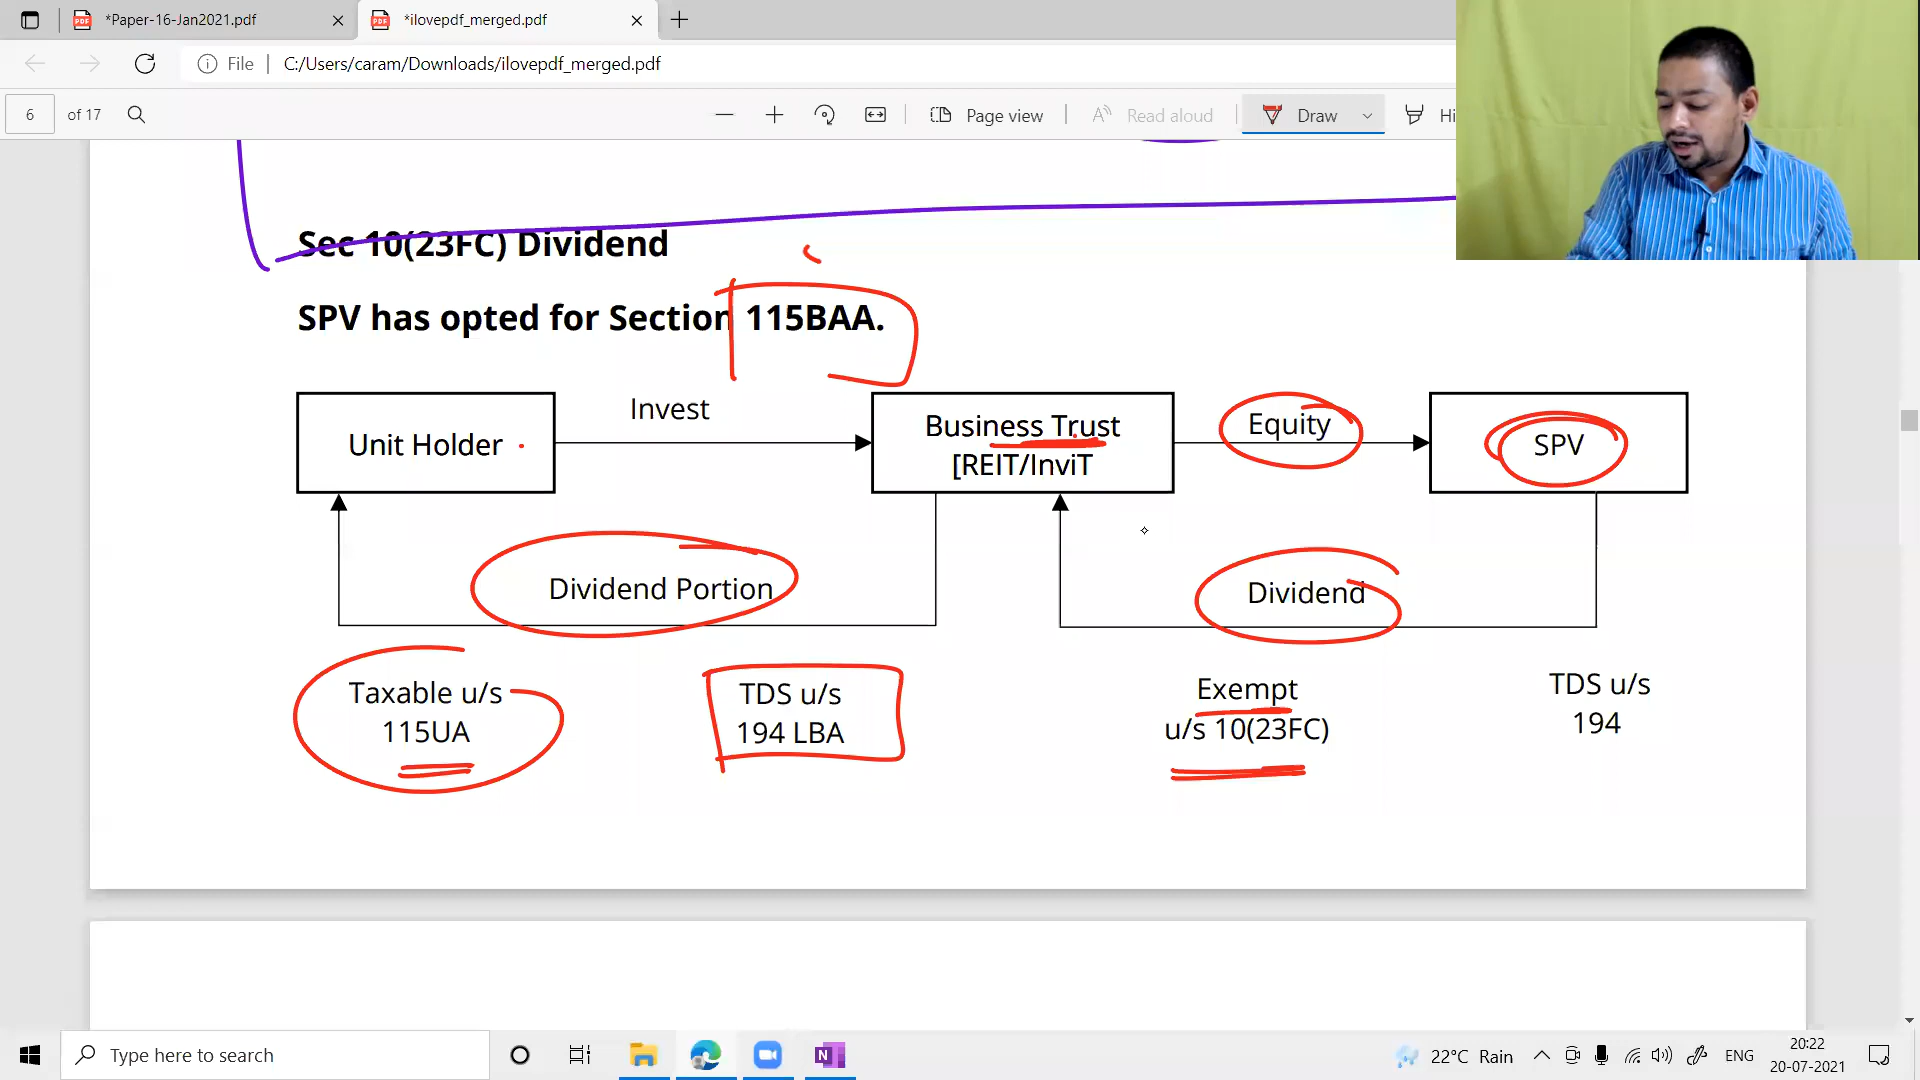 *Paper-16-Jan2021.pdf
*ilovepdf_merged.pdf
File
C:/Users/caram/Downloads/ilovepdf_merged.pdf
6 of 17
Page view
Read aloud
Draw
Hi
Sec 10(23FC) Dividend
SPV has opted for Section 115BAA.
Unit Holder
Invest
Business Trust
[REIT/InviT
Equity
SPV
Dividend Portion
Dividend
Taxable u/s
115UA
TDS u/s
194 LBA
Exempt
u/s 10(23FC)
TDS u/s
194
Type here to search
22°C Rain
ENG
20:22
20-07-2021